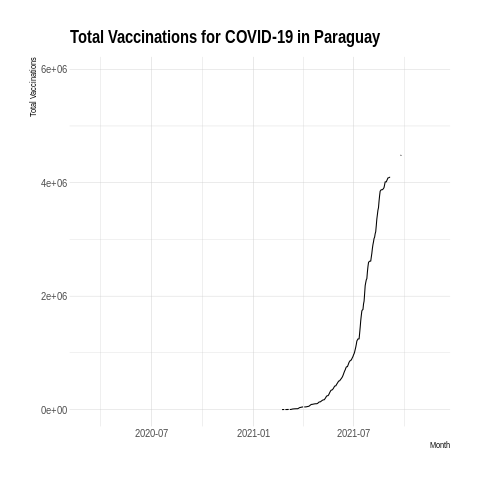 Total Vaccinations for COVID-19 in Paraguay
Total Vaccinations
6e+06
4e+06
2e+06
0e+00
2020-07 2021-01 2021-07
Month